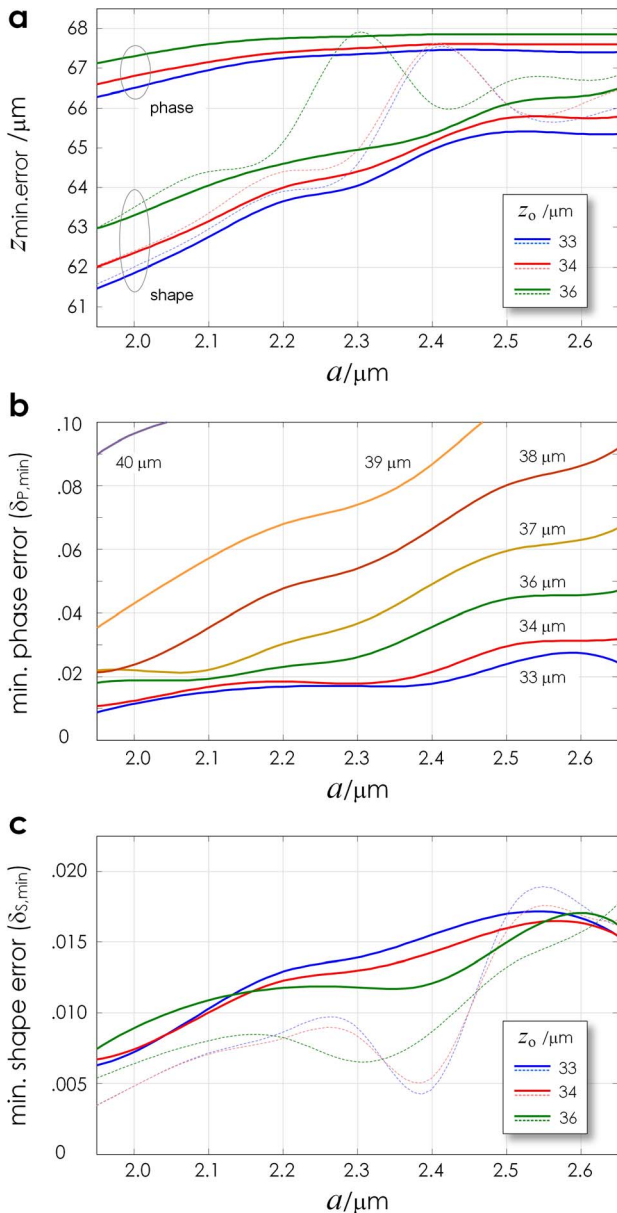 a
68
67
66
65
64
63
62
61
zmin.error /μm
phase
shape
zo /μm
33
34
36
2.0 2.1 2.2 2.3 2.4 2.5 2.6
a/μm
b
.10
.08
.06
.04
.02
0
min. phase error (δP,min)
40 μm
39 μm
38 μm
37 μm
36 μm
34 μm
33 μm
2.0 2.1 2.2 2.3 2.4 2.5 2.6
a/μm
c
.020
.015
.010
.005
0
min. shape error (δS,min)
zo /μm
33
34
36
2.0 2.1 2.2 2.3 2.4 2.5 2.6
a/μm